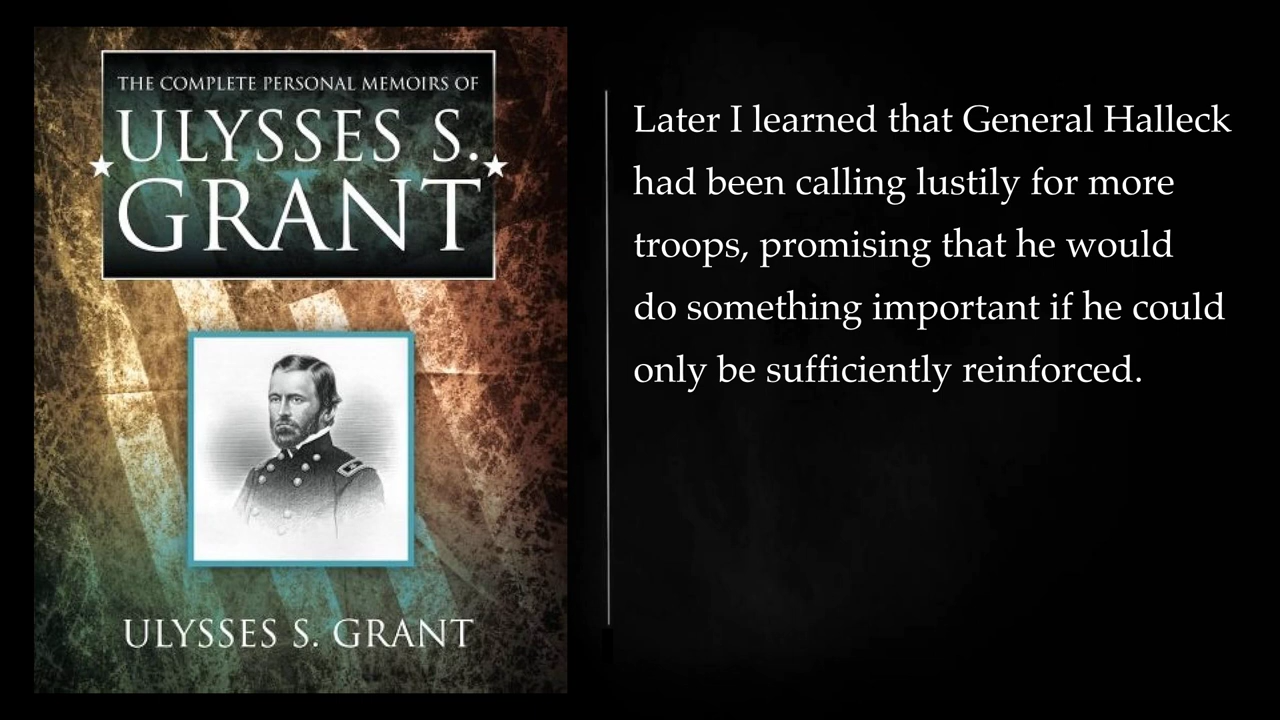 THE COMPLETE PERSONAL MEMOIRS OF
ULYSSES S.
GRANT
ULYSSES S. GRANT
Later I learned that General Halleck
had been calling lustily for more
troops, promising that he would
do something important if he could
only be sufficiently reinforced.